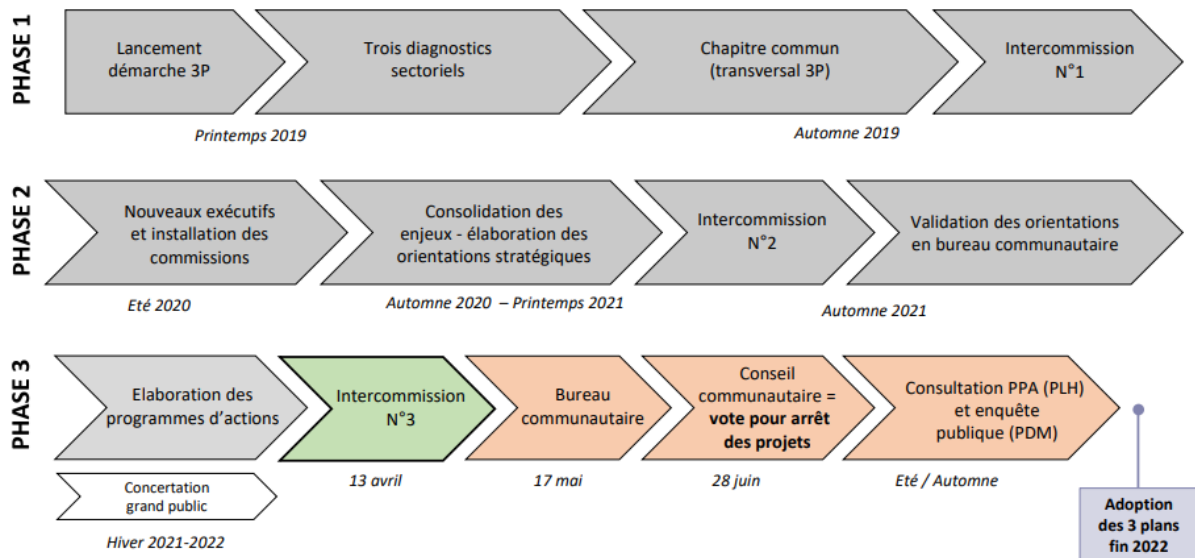 PHASE 1
Lancement
démarche 3P
Trois diagnostics
sectoriels
Chapitre commun
(transversal 3P)
Intercommission
N°1
Printemps 2019
Automne 2019
PHASE 2
Nouveaux exécutifs
et installation des
commissions
Consolidation des
enjeux - élaboration des
orientations stratégiques
Intercommission
N°2
Validation des orientations
en bureau communautaire
Eté 2020
Automne 2020 – Printemps 2021
Automne 2021
PHASE 3
Elaboration des
programmes d'actions
Intercommission
N°3
Bureau
communautaire
Conseil
communautaire =
vote pour arrêt
des projets
Consultation PPA (PLH)
et enquête
publique (PDM)
Concertation
grand public
Hiver 2021-2022
13 avril
17 mai
28 juin
Eté / Automne
Adoption
des 3 plans
fin 2022